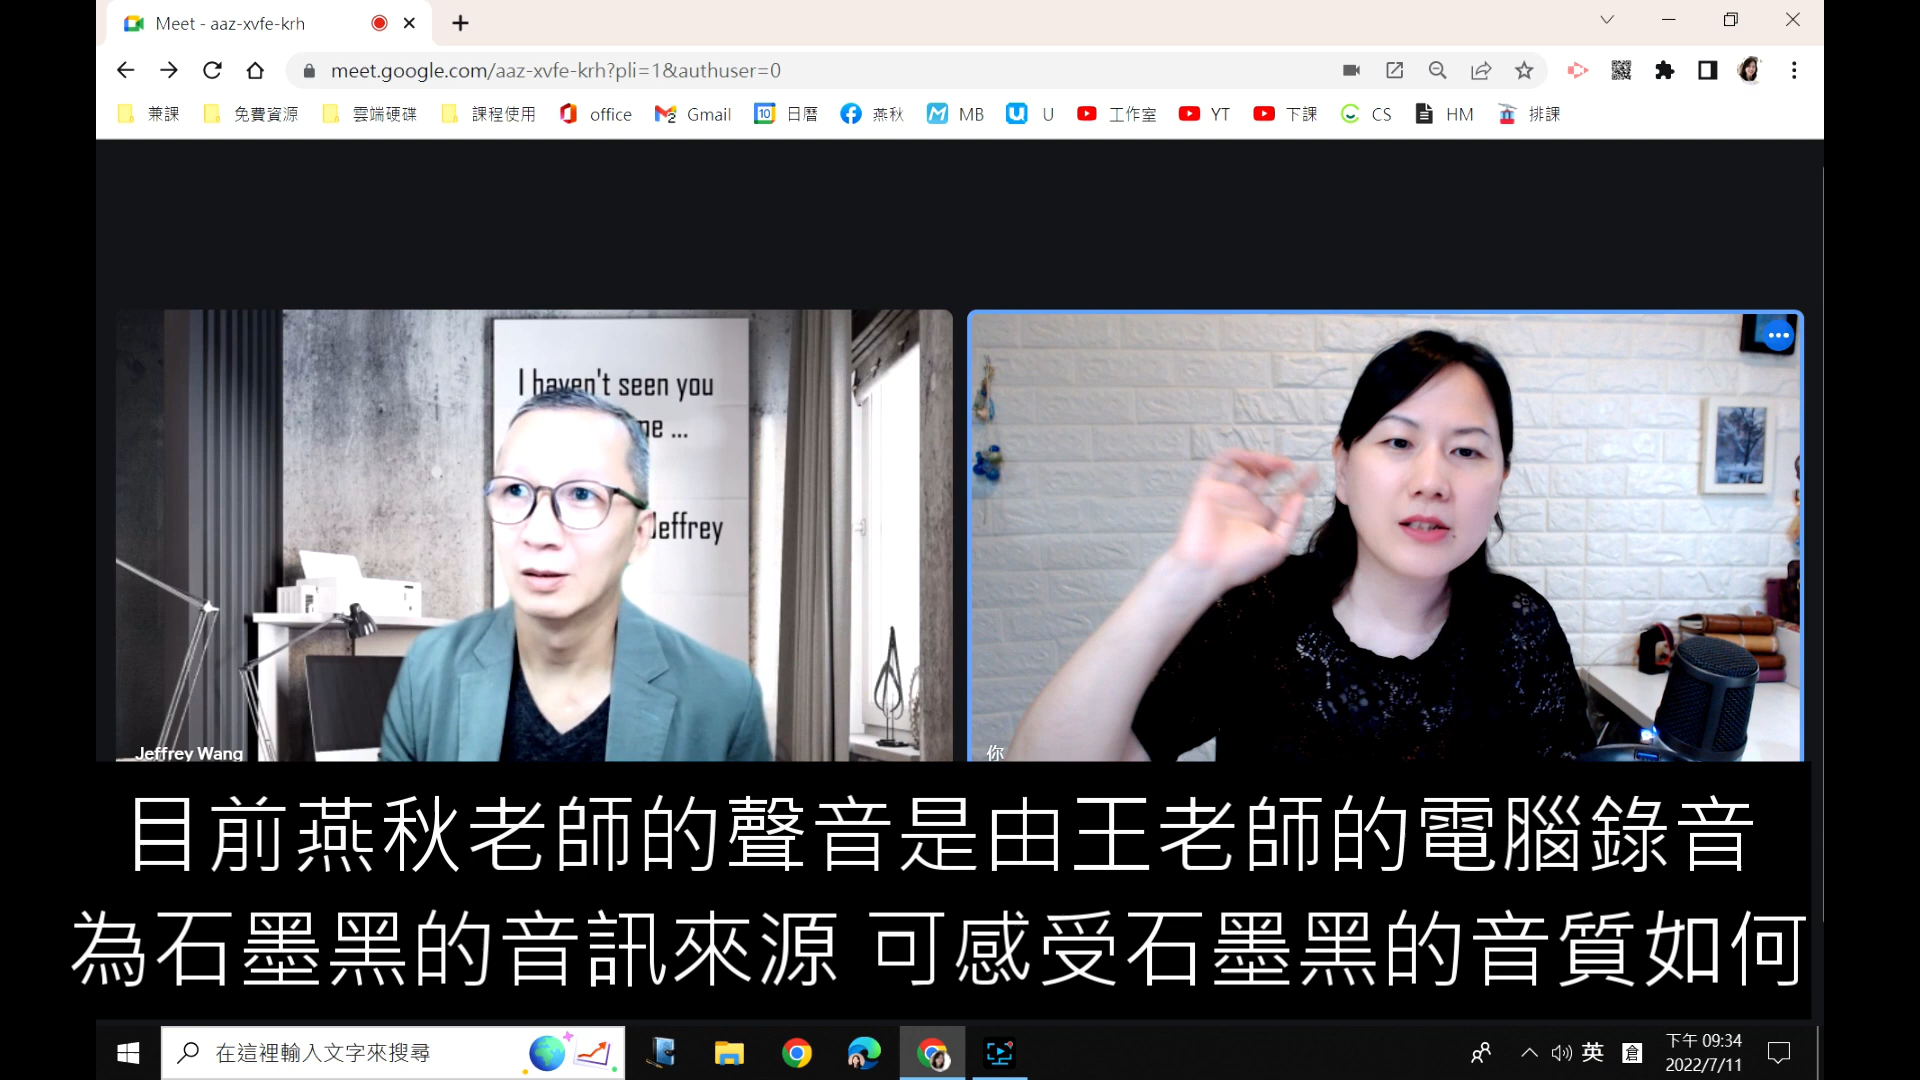 Meet - aaz-xvfe-krh
meet.google.com/aaz-xvfe-krh?pli=1&authuser=0
兼課 免費資源 雲端硬碟 課程使用 office Gmail 10 日曆 燕秋 MB U 工作室 YT 下課 CS HM 排課
I haven't seen you
me ...
Jeffrey
Jeffrey Wang
你
目前燕秋老師的聲音是由王老師的電腦錄音
為石墨黑的音訊來源 可感受石墨黑的音質如何
在這裡輸入文字來搜尋
英 倉 下午 09:34
2022/7/11